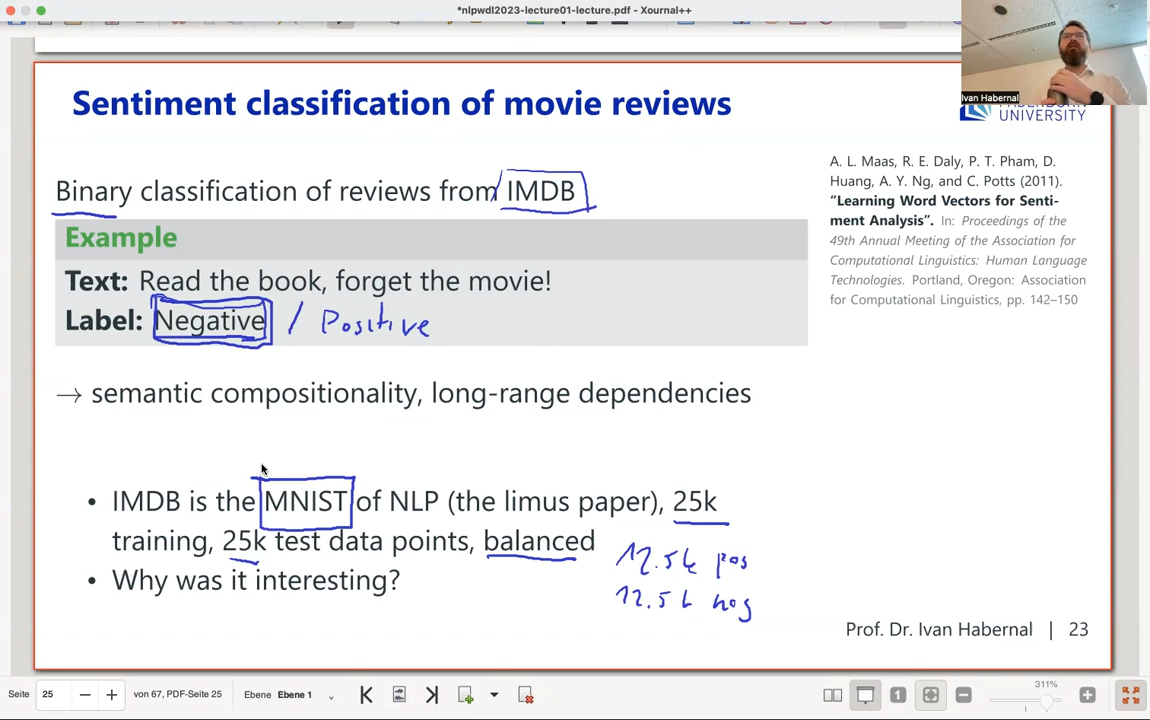 *nlpwdl2023-lecture01-lecture.pdf - Xournal++
Ivan Habernal
UNIVERSITY
Sentiment classification of movie reviews
Binary classification of reviews from IMDB
Example
Text: Read the book, forget the movie!
Label: Negative / Positive
→ semantic compositionality, long-range dependencies
• IMDB is the MNIST of NLP (the limus paper), 25k
training, 25k test data points, balanced
12.5k pos
• Why was it interesting?
12.5k neg
A. L. Maas, R. E. Daly, P. T. Pham, D.
Huang, A. Y. Ng, and C. Potts (2011).
“Learning Word Vectors for Senti-
ment Analysis”. In: Proceedings of the
49th Annual Meeting of the Association for
Computational Linguistics: Human Language
Technologies. Portland, Oregon: Association
for Computational Linguistics, pp. 142–150
Prof. Dr. Ivan Habernal | 23
Seite 25 von 67, PDF-Seite 25 Ebene Ebene 1 1 311%